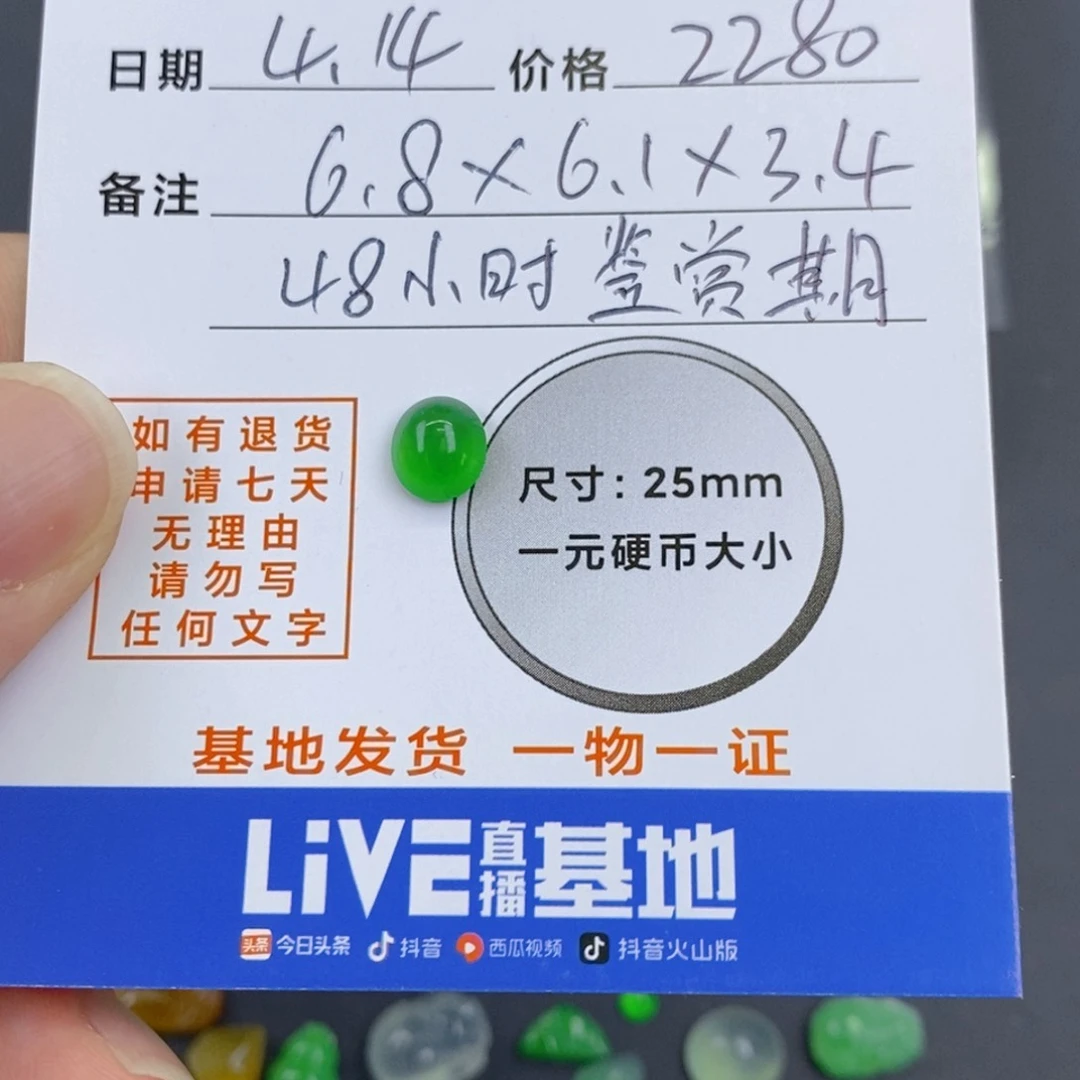 日期 4.14 价格 2280
备注 6.8×6.1×3.4
48小时鉴赏期
如有退货
申请七天
无理由
请勿写
任何文字
尺寸：25mm
一元硬币大小
基地发货 一物一证
LiVE直播基地
头条 今日头条 抖音 西瓜视频 抖音火山版